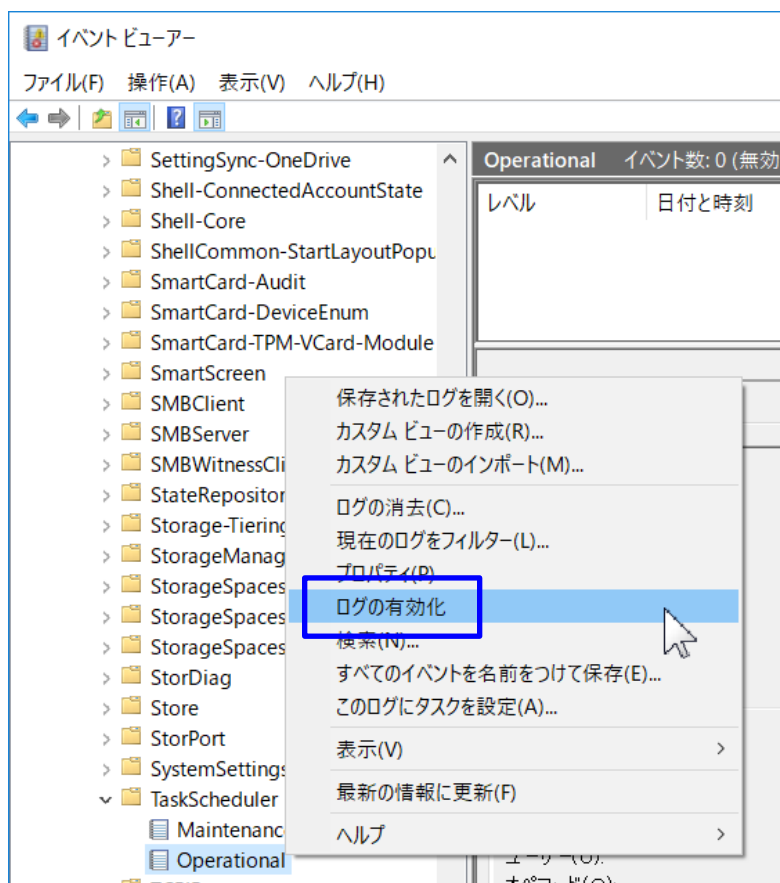 イベント ビューアー
ファイル(F) 操作(A) 表示(V) ヘルプ(H)
SettingSync-OneDrive
Shell-ConnectedAccountState
Shell-Core
ShellCommon-StartLayoutPopu
SmartCard-Audit
SmartCard-DeviceEnum
SmartCard-TPM-VCard-Module
SmartScreen
SMBClient
SMBServer
SMBWitnessCli
StateRepositor
Storage-Tiering
StorageManag
StorageSpaces
StorageSpaces
StorageSpaces
StorDiag
Store
StorPort
SystemSettings
TaskScheduler
Maintenanc
Operational
Operational イベント数: 0 (無効
レベル 日付と時刻
保存されたログを開く(O)...
カスタム ビューの作成(R)...
カスタム ビューのインポート(M)...
ログの消去(C)...
現在のログをフィルター(L)...
プロパティ(P)
ログの有効化
検索(N)...
すべてのイベントを名前をつけて保存(E)...
このログにタスクを設定(A)...
表示(V)
最新の情報に更新(F)
ヘルプ
ユーザー(U):
オペコード(O):